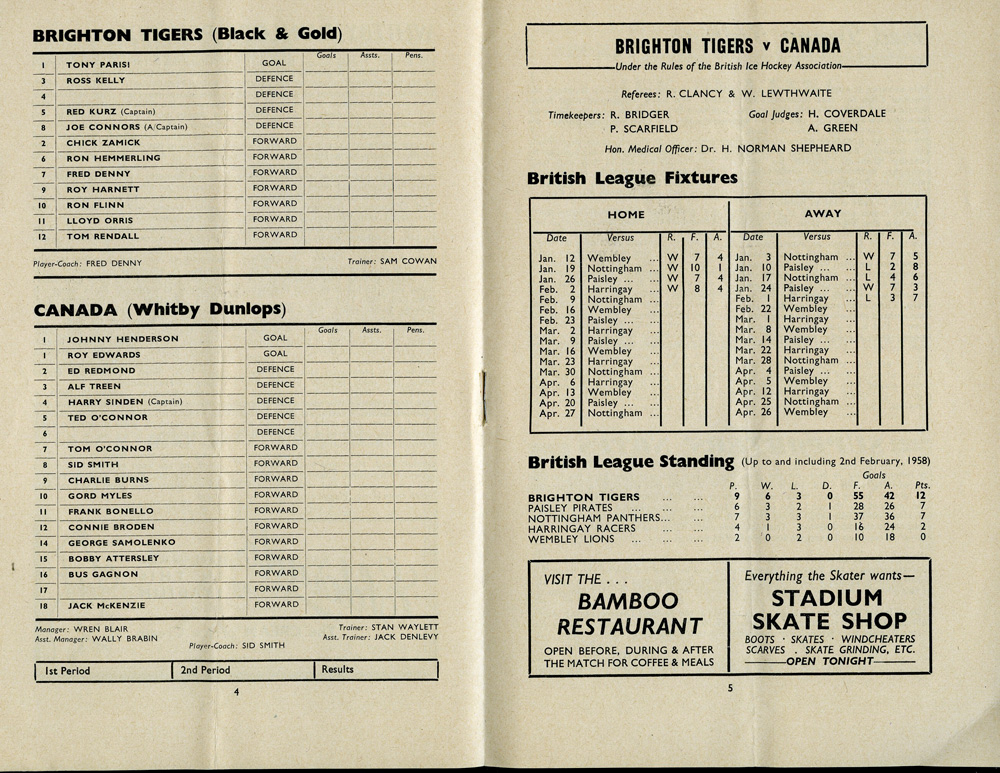 BRIGHTON TIGERS (Black & Gold)
Goals Assts. Pens.
1 TONY PARISI GOAL
3 ROSS KELLY DEFENCE
4 DEFENCE
5 RED KURZ (Captain) DEFENCE
8 JOE CONNORS (A/Captain) DEFENCE
2 CHICK ZAMICK FORWARD
6 RON HEMMERLING FORWARD
7 FRED DENNY FORWARD
9 ROY HARNETT FORWARD
10 RON FLINN FORWARD
11 LLOYD ORRIS FORWARD
12 TOM RENDALL FORWARD
Player-Coach: FRED DENNY Trainer: SAM COWAN
CANADA (Whitby Dunlops)
Goals Assts. Pens.
1 JOHNNY HENDERSON GOAL
1 ROY EDWARDS GOAL
2 ED REDMOND DEFENCE
3 ALF TREEN DEFENCE
4 HARRY SINDEN (Captain) DEFENCE
5 TED O'CONNOR DEFENCE
6 DEFENCE
7 TOM O'CONNOR FORWARD
8 SID SMITH FORWARD
9 CHARLIE BURNS FORWARD
10 GORD MYLES FORWARD
11 FRANK BONELLO FORWARD
12 CONNIE BRODEN FORWARD
14 GEORGE SAMOLENKO FORWARD
15 BOBBY ATTERSLEY FORWARD
16 BUS GAGNON FORWARD
17 FORWARD
18 JACK McKENZIE FORWARD
Manager: WREN BLAIR Trainer: STAN WAYLETT
Asst. Manager: WALLY BRABIN Asst. Trainer: JACK DENLEVY
Player-Coach: SID SMITH
1st Period 2nd Period Results
4
BRIGHTON TIGERS v CANADA
Under the Rules of the British Ice Hockey Association
Referees: R. CLANCY & W. LEWTHWAITE
Timekeepers: R. BRIDGER Goal Judges: H. COVERDALE
P. SCARFIELD A. GREEN
Hon. Medical Officer: Dr. H. NORMAN SHEPHEARD
British League Fixtures
HOME AWAY
Date Versus R. F. A. Date Versus R. F. A.
Jan. 12 Wembley ... W 7 4 Jan. 3 Nottingham ... W 7 5
Jan. 19 Nottingham ... W 10 1 Jan. 10 Paisley ... ... L 2 8
Jan. 26 Paisley ... ... W 7 4 Jan. 17 Nottingham ... L 4 6
Feb. 2 Harringay ... W 8 4 Jan. 24 Paisley ... ... W 7 3
Feb. 9 Nottingham ... Feb. 1 Harringay ... L 3 7
Feb. 16 Wembley ... Feb. 22 Wembley ...
Feb. 23 Paisley ... ... Mar. 1 Harringay ...
Mar. 2 Harringay ... Mar. 8 Wembley ...
Mar. 9 Paisley ... ... Mar. 14 Paisley ... ...
Mar. 16 Wembley ... Mar. 22 Harringay ...
Mar. 23 Harringay ... Mar. 28 Nottingham ...
Mar. 30 Nottingham ... Apr. 4 Paisley ... ...
Apr. 6 Harringay ... Apr. 5 Wembley ...
Apr. 13 Wembley ... Apr. 12 Harringay ...
Apr. 20 Paisley ... ... Apr. 25 Nottingham ...
Apr. 27 Nottingham ... Apr. 26 Wembley ...
British League Standing (Up to and including 2nd February, 1958)
Goals
P. W. L. D. F. A. Pts.
BRIGHTON TIGERS ... ... 9 6 3 0 55 42 12
PAISLEY PIRATES ... ... ... 6 3 2 1 28 26 7
NOTTINGHAM PANTHERS... ... 7 3 3 1 37 36 7
HARRINGAY RACERS ... ... 4 1 3 0 16 24 2
WEMBLEY LIONS ... ... ... 2 0 2 0 10 18 0
VISIT THE . . .
BAMBOO
RESTAURANT
OPEN BEFORE, DURING & AFTER
THE MATCH FOR COFFEE & MEALS
Everything the Skater wants—
STADIUM
SKATE SHOP
BOOTS · SKATES · WINDCHEATERS
SCARVES . SKATE GRINDING, ETC.
OPEN TONIGHT
5